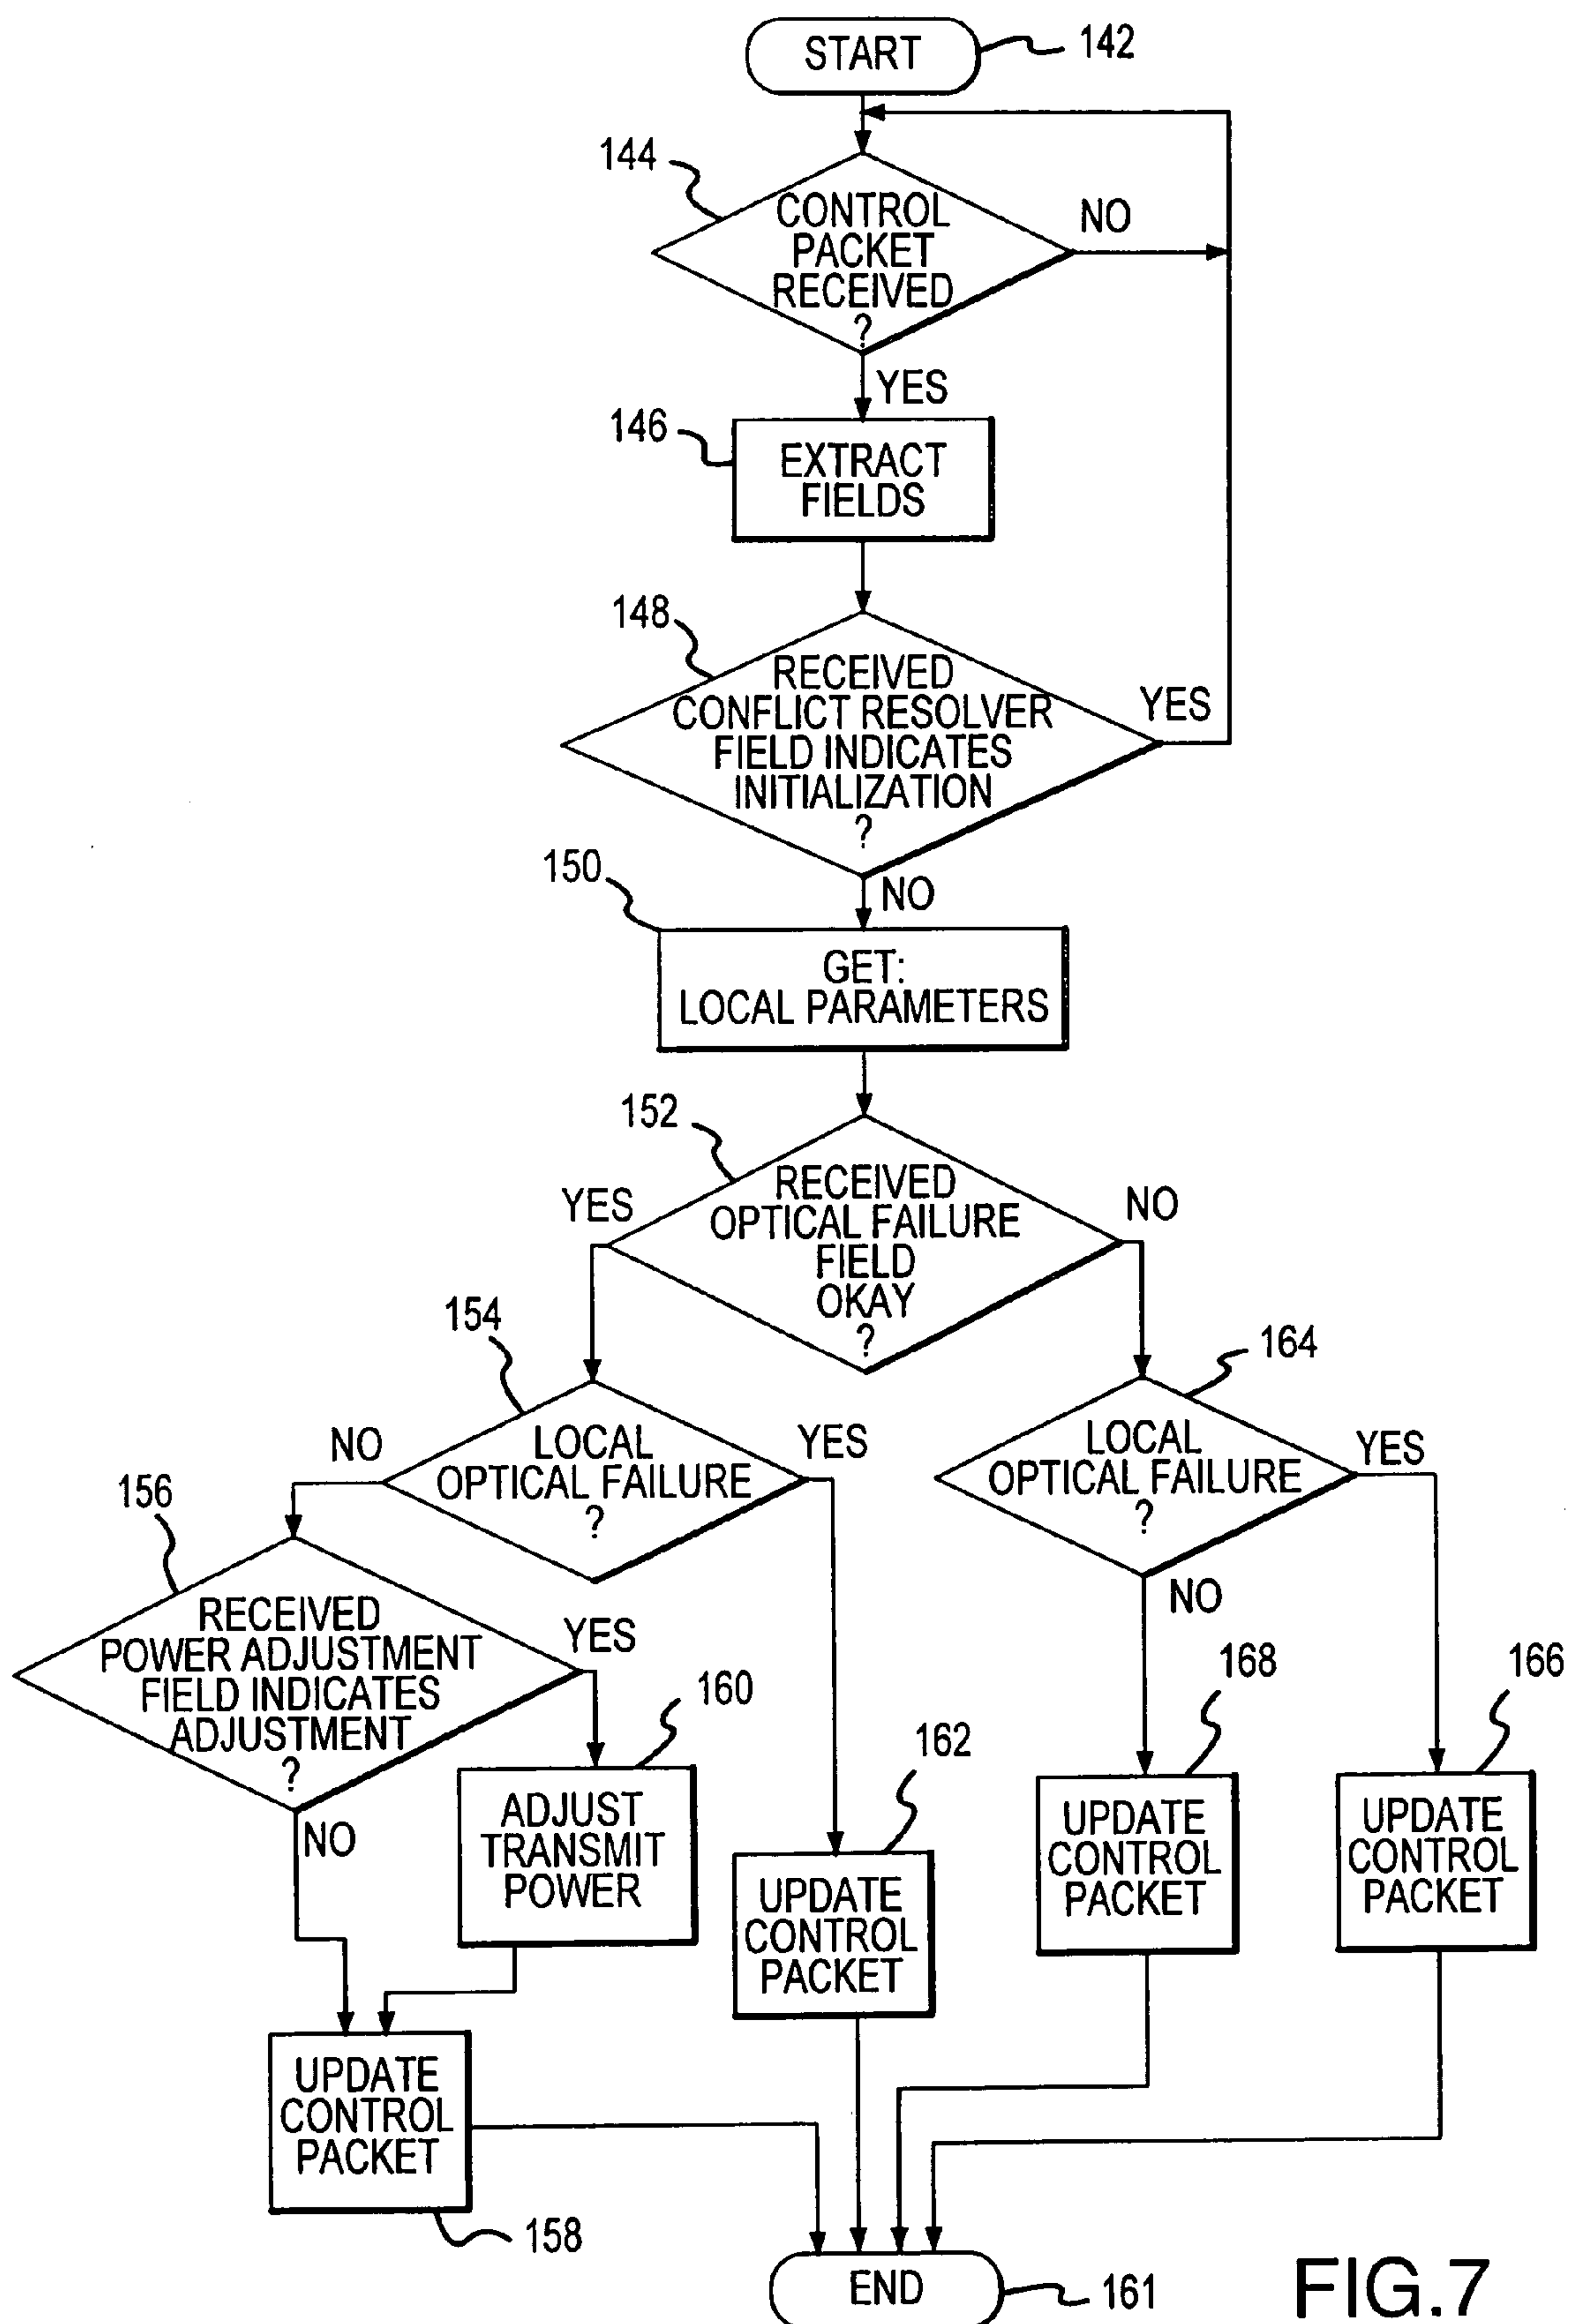 START
142
144
CONTROL
PACKET
RECEIVED
?
NO
YES
146
EXTRACT
FIELDS
148
RECEIVED
CONFLICT RESOLVER
FIELD INDICATES
INITIALIZATION
?
YES
NO
150
GET:
LOCAL PARAMETERS
152
RECEIVED
OPTICAL FAILURE
FIELD
OKAY
?
YES
NO
154
LOCAL
OPTICAL FAILURE
?
NO
YES
164
LOCAL
OPTICAL FAILURE
?
YES
NO
156
RECEIVED
POWER ADJUSTMENT
FIELD INDICATES
ADJUSTMENT
?
YES
NO
160
ADJUST
TRANSMIT
POWER
162
UPDATE
CONTROL
PACKET
168
UPDATE
CONTROL
PACKET
166
UPDATE
CONTROL
PACKET
UPDATE
CONTROL
PACKET
158
END
161
FIG.7